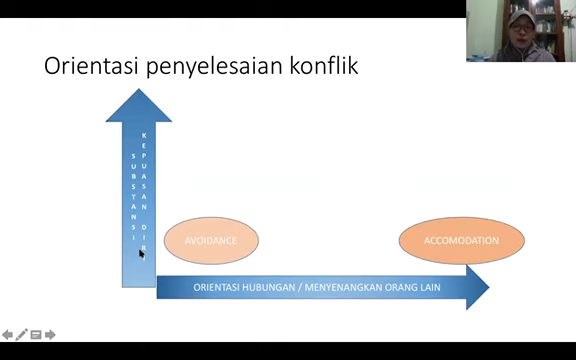 Orientasi penyelesaian konflik
SUBSTANSI
KEPUASAN DIRI
AVOIDANCE
ACCOMODATION
ORIENTASI HUBUNGAN / MENYENANGKAN ORANG LAIN